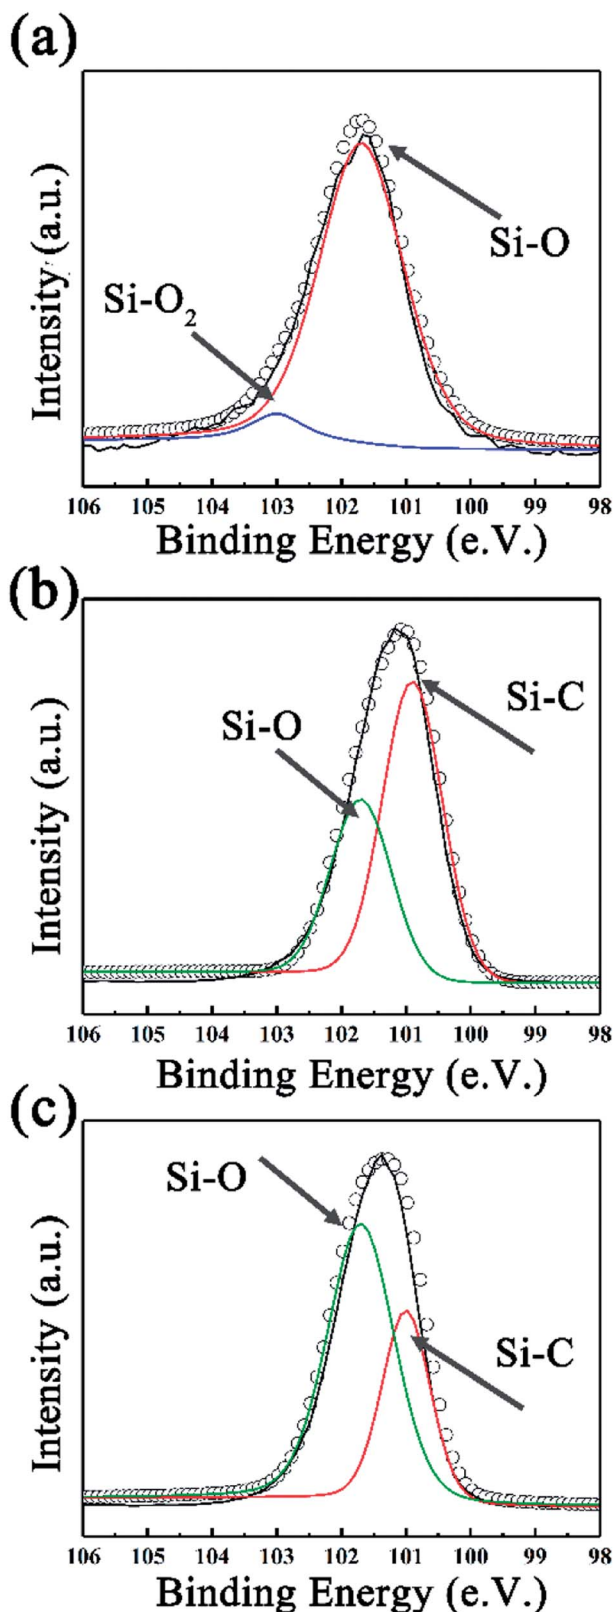 (a)
Si-O
Si-O₂
Intensity (a.u.)
106 105 104 103 102 101 100 99 98
Binding Energy (e.V.)
(b)
Si-C
Si-O
Intensity (a.u.)
106 105 104 103 102 101 100 99 98
Binding Energy (e.V.)
(c)
Si-O
Si-C
Intensity (a.u.)
106 105 104 103 102 101 100 99 98
Binding Energy (e.V.)